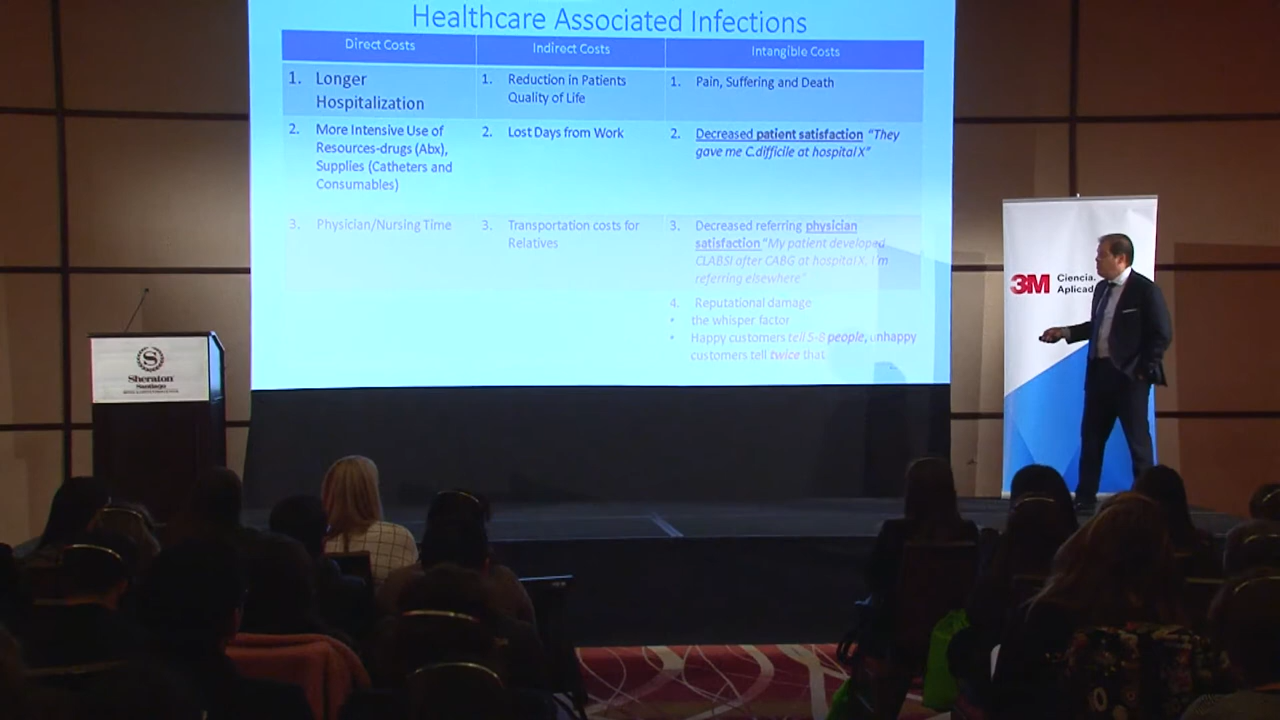 Healthcare Associated Infections
Direct Costs
Indirect Costs
Intangible Costs
1. Longer
Hospitalization
1. Reduction in Patients
Quality of Life
1. Pain, Suffering and Death
2. More Intensive Use of
Resources-drugs (Abx),
Supplies (Catheters and
Consumables)
2. Lost Days from Work
2. Decreased patient satisfaction "They
gave me C.difficile at hospital X"
3. Physician/Nursing Time
3. Transportation costs for
Relatives
3. Decreased referring physician
satisfaction "My patient developed
CLABSI after CABG at hospital X, I'm
referring elsewhere"
4. Reputational damage
• the whisper factor
• Happy customers tell 5-8 people, unhappy
customers tell twice that
3M
Ciencia.
Aplicad
S
Sheraton
Santiago